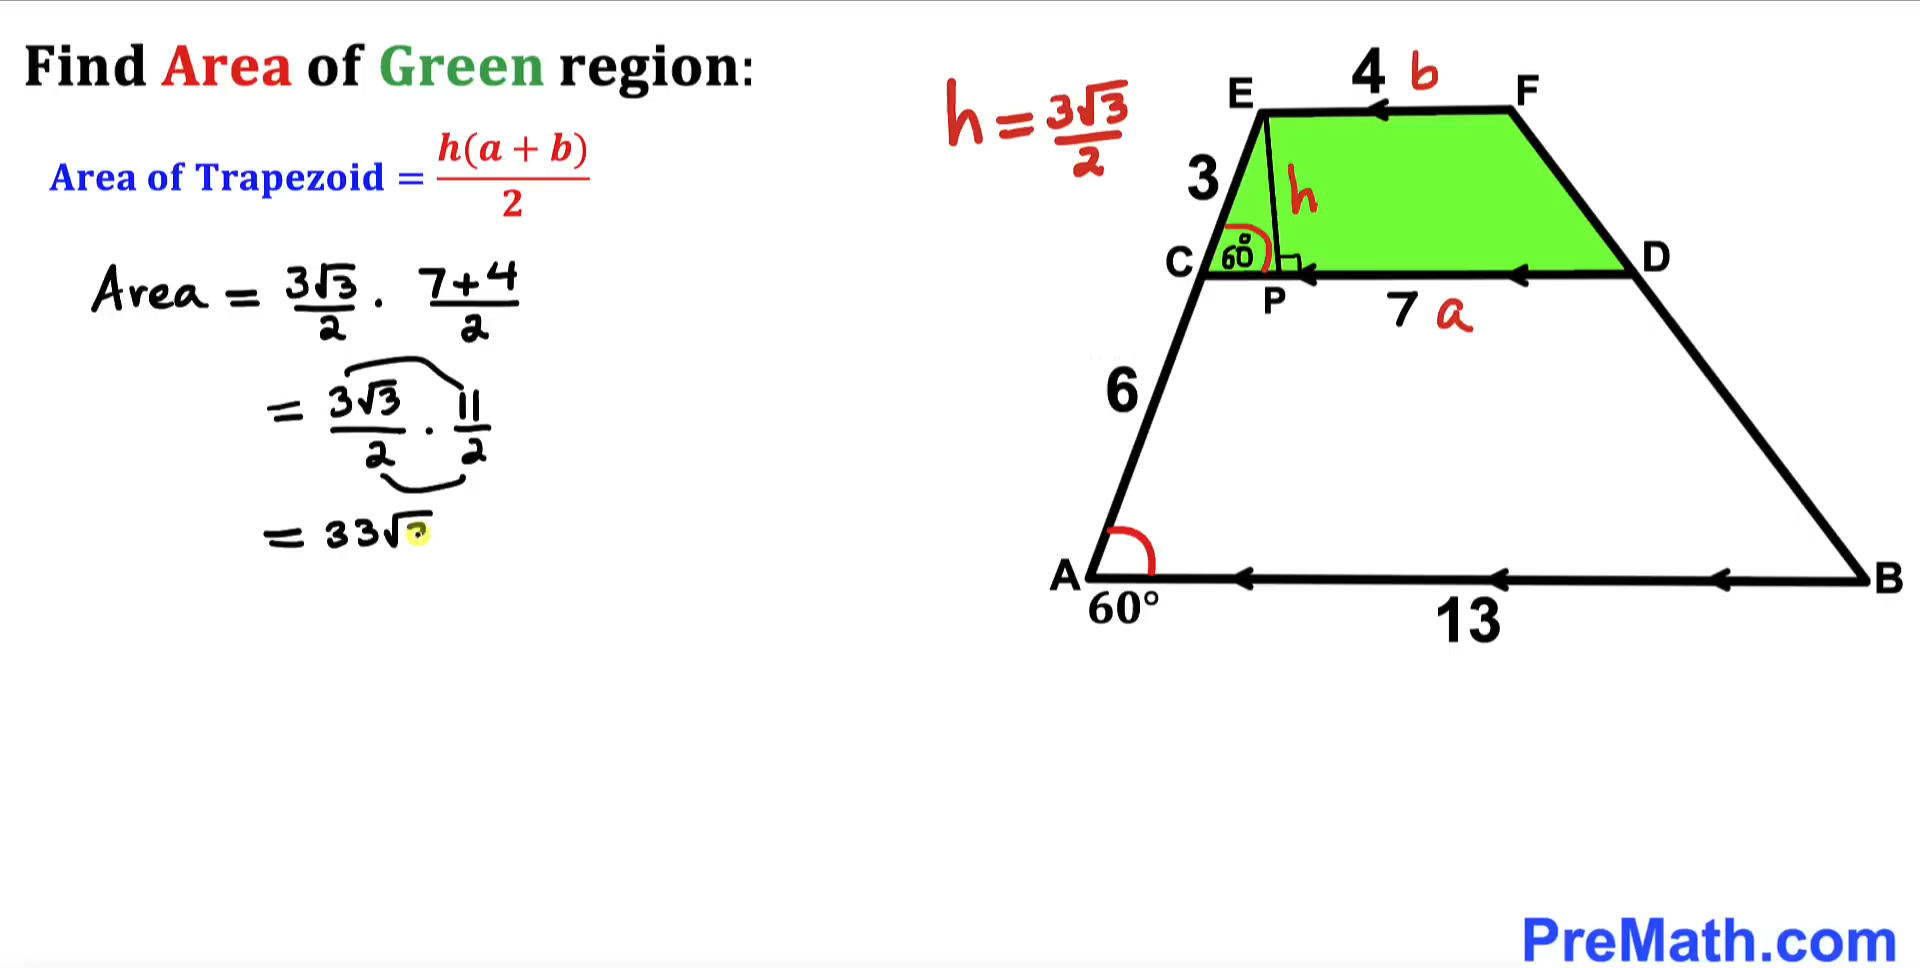 Find Area of Green region:
Area of Trapezoid = h(a + b)
2
Area = 3√3/2 · 7+4/2
= 3√3/2 · 11/2
= 33√
h = 3√3/2
E
4 b
F
3
h
C
60°
D
P
7 a
6
A
60°
13
B
PreMath.com